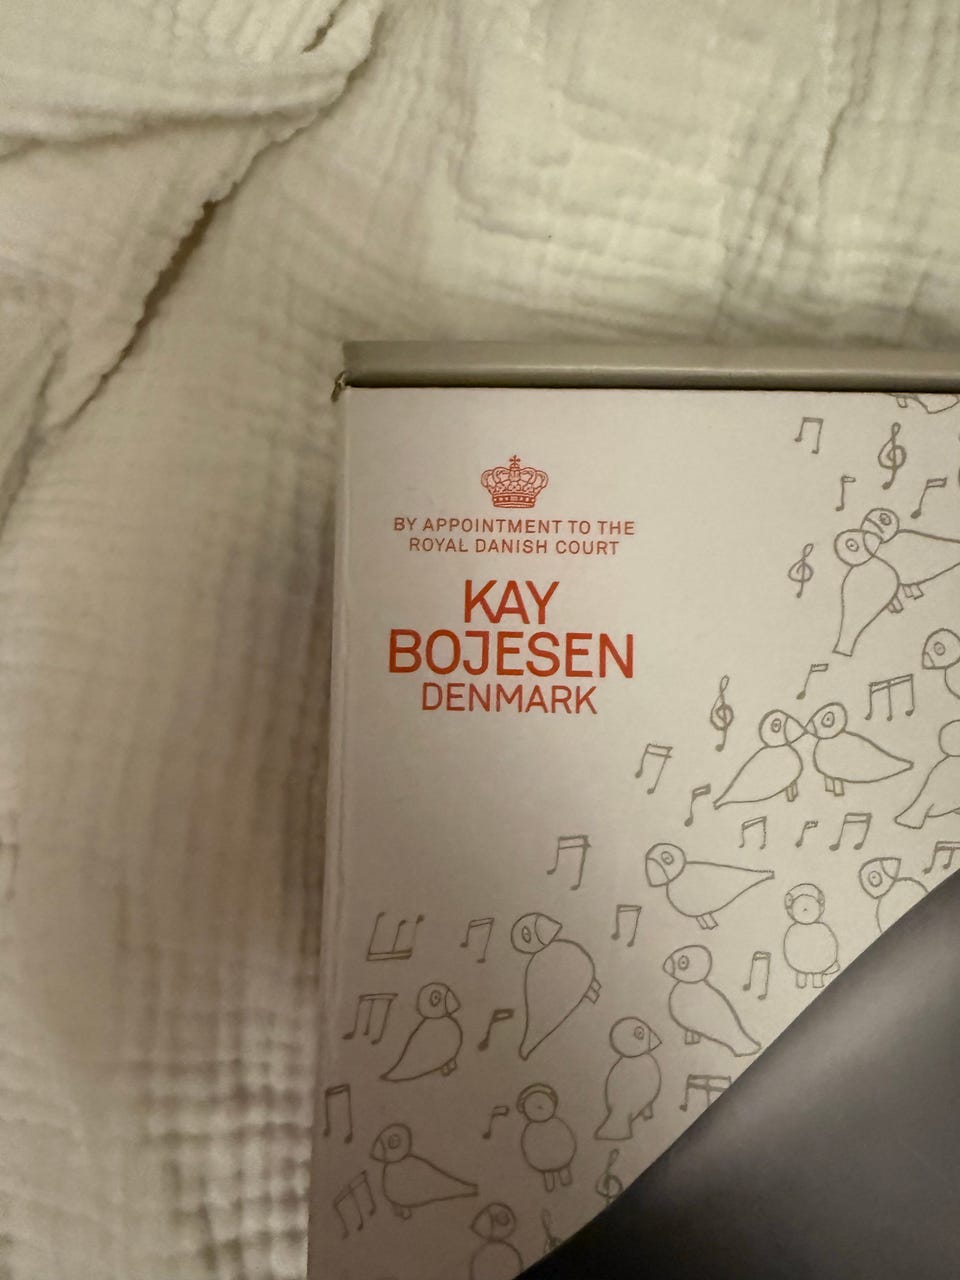 BY APPOINTMENT TO THE
ROYAL DANISH COURT
KAY
BOJESEN
DENMARK